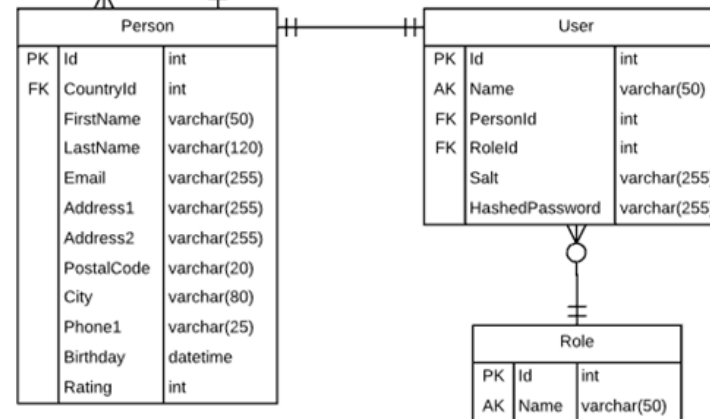 Person
PK Id int
FK CountryId int
FirstName varchar(50)
LastName varchar(120)
Email varchar(255)
Address1 varchar(255)
Address2 varchar(255)
PostalCode varchar(20)
City varchar(80)
Phone1 varchar(25)
Birthday datetime
Rating int
User
PK Id int
AK Name varchar(50)
FK PersonId int
FK RoleId int
Salt varchar(255)
HashedPassword varchar(255)
Role
PK Id int
AK Name varchar(50)